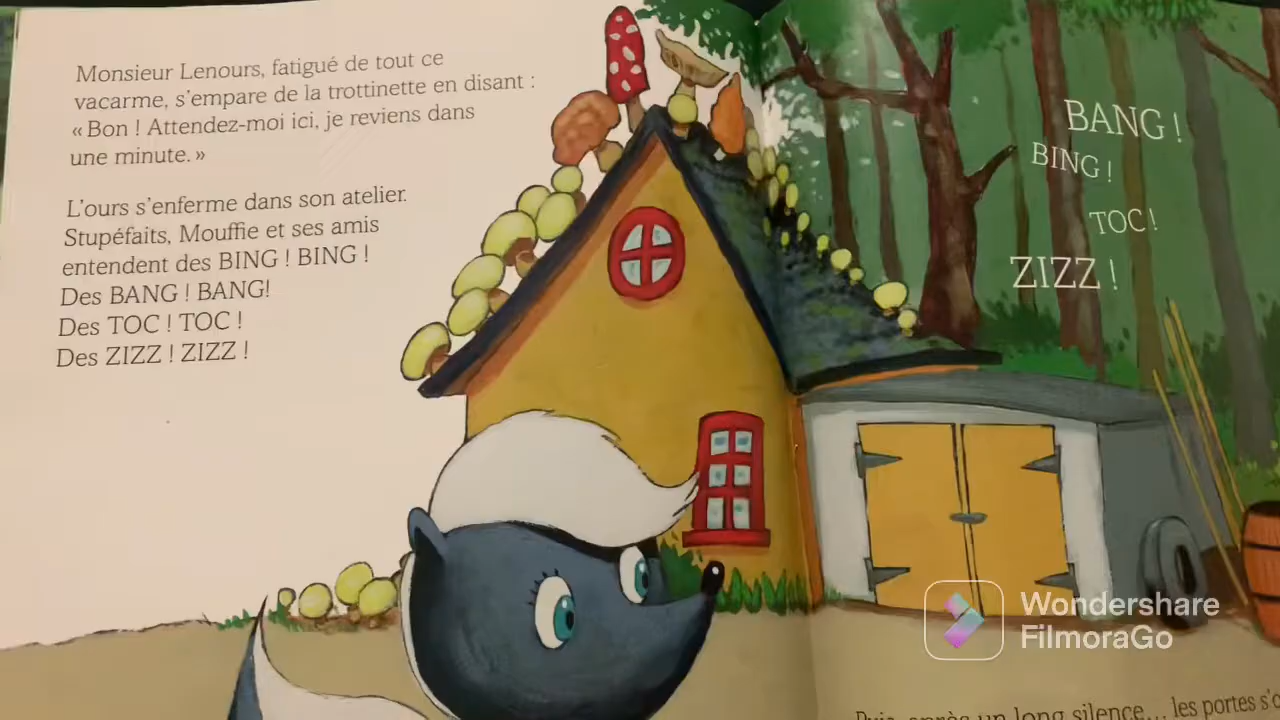 Monsieur Lenours, fatigué de tout ce
vacarme, s'empare de la trottinette en disant :
« Bon ! Attendez-moi ici, je reviens dans
une minute. »
L'ours s'enferme dans son atelier.
Stupéfaits, Mouffie et ses amis
entendent des BING ! BING !
Des BANG ! BANG!
Des TOC ! TOC !
Des ZIZZ ! ZIZZ !
BANG !
BING !
TOC !
ZIZZ !
Wondershare
FilmoraGo
Puis, après un long silence... les portes